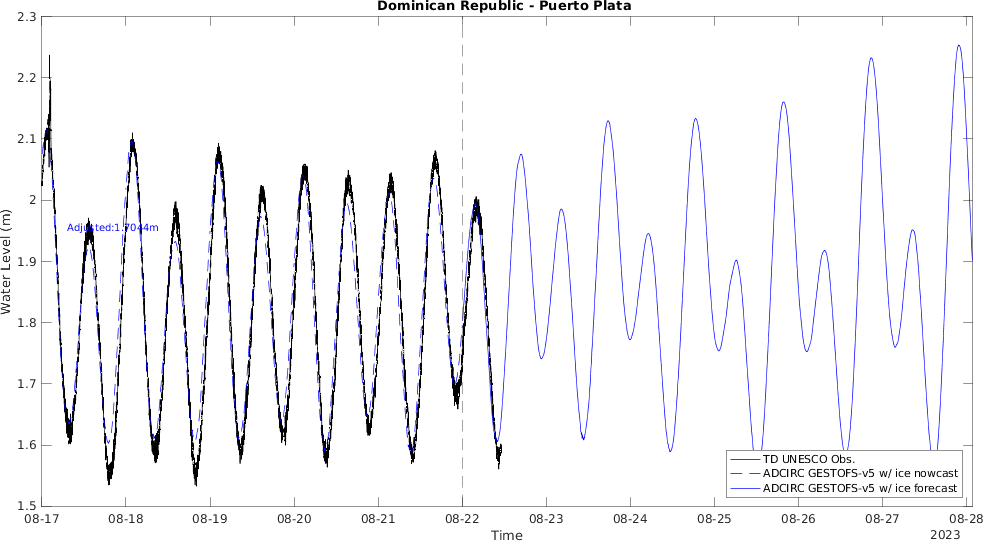 Dominican Republic - Puerto Plata
Water Level (m)
2.3
2.2
2.1
2
1.9
1.8
1.7
1.6
1.5
Adjusted:1.7044m
TD UNESCO Obs.
ADCIRC GESTOFS-v5 w/ ice nowcast
ADCIRC GESTOFS-v5 w/ ice forecast
08-17 08-18 08-19 08-20 08-21 08-22 08-23 08-24 08-25 08-26 08-27 08-28
Time
2023